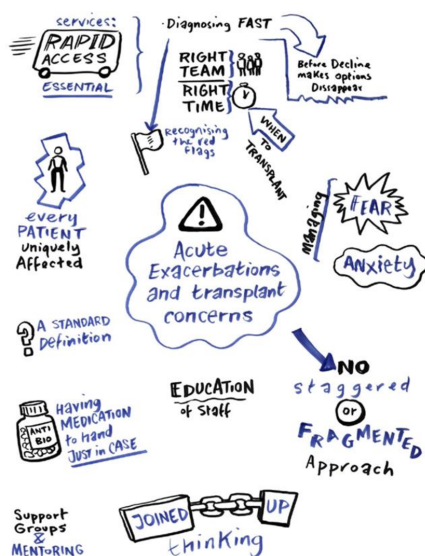 services:
RAPID
ACCESS
ESSENTIAL
· Diagnosing FAST
RIGHT
TEAM
RIGHT
TIME
Before Decline
makes options
Disappear
Recognising
the red
flags
WHEN
TO
TRANSPLANT
every
PATIENT
uniquely
Affected
Managing
FEAR
ANxiety
Acute
Exacerbations
and transplant
concerns
A STANDARD
Definition
Having
MEDICATION
to hand
JUST in CASE
ANTI
BIO
EDUCATION
of Staff
NO
staggered
or
FRAGMENTED
Approach
Support
Groups
&
MENTORING
JOINED
UP
thinking